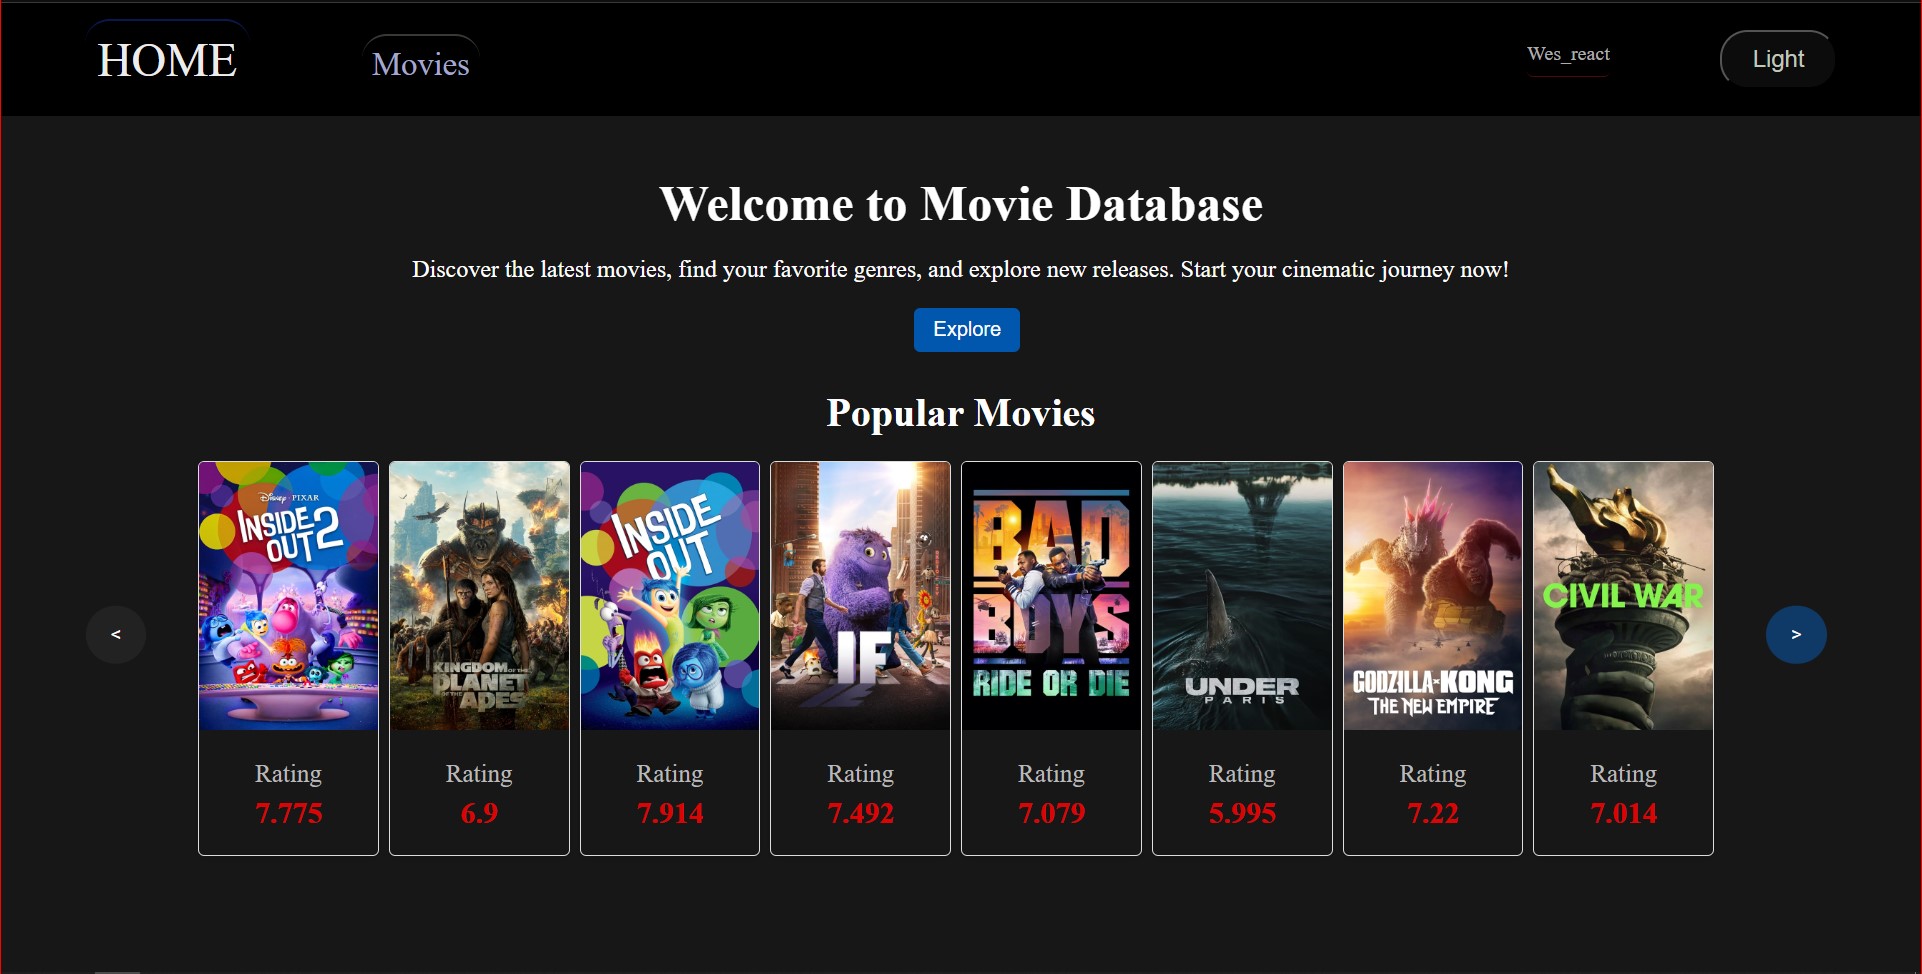 HOME
Movies
Wes_react
Light
Welcome to Movie Database
Discover the latest movies, find your favorite genres, and explore new releases. Start your cinematic journey now!
Explore
Popular Movies
<
Disney · PIXAR
INSIDE
OUT 2
Rating
7.775
KINGDOM OF THE
PLANET
OF THE APES
Rating
6.9
INSIDE
OUT
Rating
7.914
IF
Rating
7.492
BAD
BOYS
RIDE OR DIE
Rating
7.079
UNDER
PARIS
Rating
5.995
GODZILLA × KONG
THE NEW EMPIRE
Rating
7.22
CIVIL WAR
Rating
7.014
>